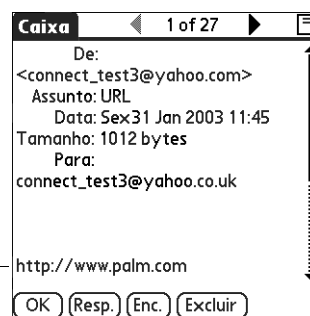 Caixa 1 of 27
De:
<connect_test3@yahoo.com>
Assunto: URL
Data: Sex31 Jan 2003 11:45
Tamanho: 1012 bytes
Para:
connect_test3@yahoo.co.uk
http://www.palm.com
OK Resp. Enc. Excluir